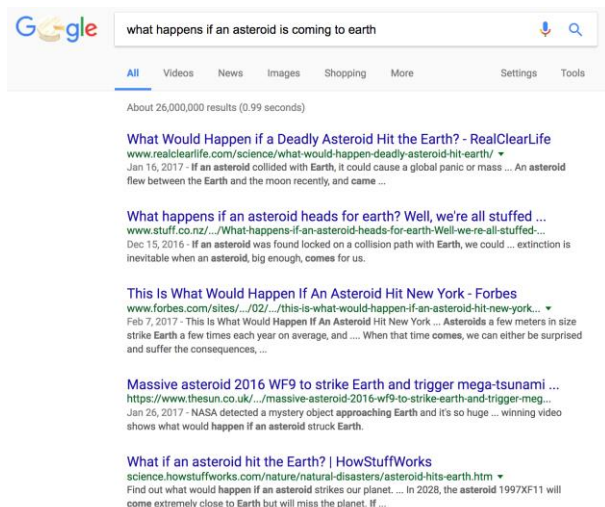 Google
what happens if an asteroid is coming to earth
All Videos News Images Shopping More Settings Tools
About 26,000,000 results (0.99 seconds)
What Would Happen if a Deadly Asteroid Hit the Earth? - RealClearLife
www.realclearlife.com/science/what-would-happen-deadly-asteroid-hit-earth/
Jan 16, 2017 - If an asteroid collided with Earth, it could cause a global panic or mass ... An asteroid
flew between the Earth and the moon recently, and came ...
What happens if an asteroid heads for earth? Well, we're all stuffed ...
www.stuff.co.nz/.../What-happens-if-an-asteroid-heads-for-earth-Well-we-re-all-stuffed-...
Dec 15, 2016 - If an asteroid was found locked on a collision path with Earth, we could ... extinction is
inevitable when an asteroid, big enough, comes for us.
This Is What Would Happen If An Asteroid Hit New York - Forbes
www.forbes.com/sites/.../02/.../this-is-what-would-happen-if-an-asteroid-hit-new-york...
Feb 7, 2017 - This Is What Would Happen If An Asteroid Hit New York ... Asteroids a few meters in size
strike Earth a few times each year on average, and .... When that time comes, we can either be surprised
and suffer the consequences, ...
Massive asteroid 2016 WF9 to strike Earth and trigger mega-tsunami ...
https://www.thesun.co.uk/.../massive-asteroid-2016-wf9-to-strike-earth-and-trigger-meg...
Jan 26, 2017 - NASA detected a mystery object approaching Earth and it's so huge ... winning video
shows what would happen if an asteroid struck Earth.
What if an asteroid hit the Earth? | HowStuffWorks
science.howstuffworks.com/nature/natural-disasters/asteroid-hits-earth.htm
Find out what would happen if an asteroid strikes our planet. ... In 2028, the asteroid 1997XF11 will
come extremely close to Earth but will miss the planet. If ...